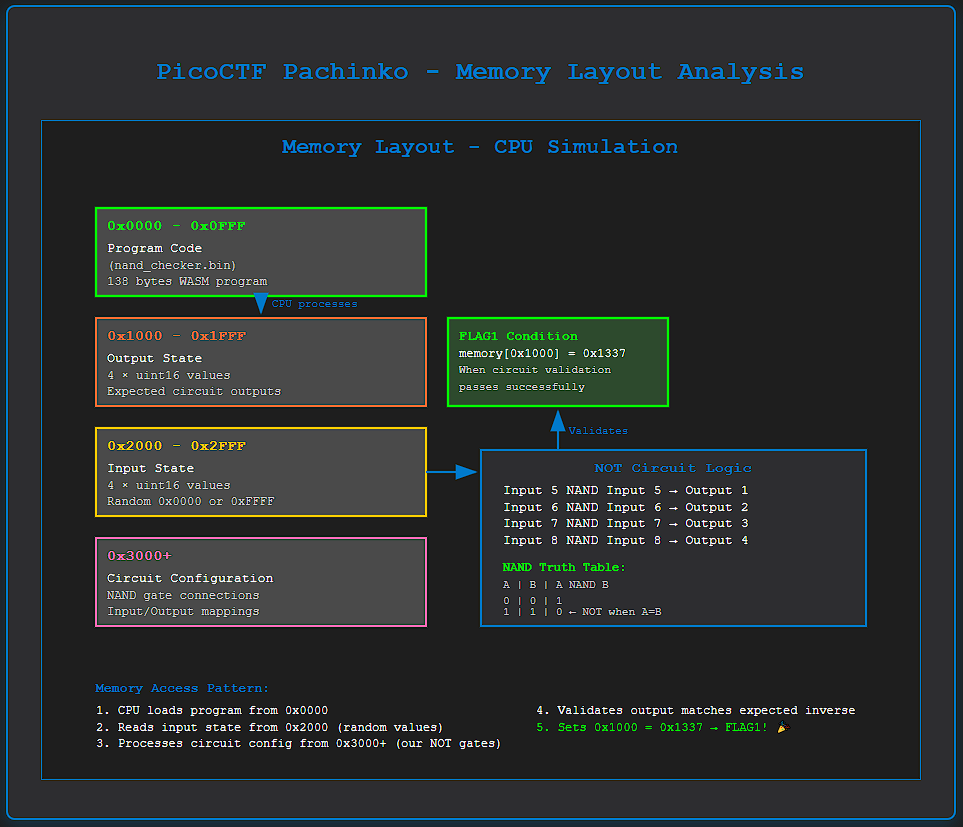 PicoCTF Pachinko - Memory Layout Analysis
Memory Layout - CPU Simulation
0x0000 - 0x0FFF
Program Code
(nand_checker.bin)
138 bytes WASM program
CPU processes
0x1000 - 0x1FFF
Output State
4 × uint16 values
Expected circuit outputs
FLAG1 Condition
memory[0x1000] = 0x1337
When circuit validation
passes successfully
Validates
0x2000 - 0x2FFF
Input State
4 × uint16 values
Random 0x0000 or 0xFFFF
NOT Circuit Logic
Input 5 NAND Input 5 → Output 1
Input 6 NAND Input 6 → Output 2
Input 7 NAND Input 7 → Output 3
Input 8 NAND Input 8 → Output 4
NAND Truth Table:
A | B | A NAND B
0 | 0 | 1
1 | 1 | 0 ← NOT when A=B
0x3000+
Circuit Configuration
NAND gate connections
Input/Output mappings
Memory Access Pattern:
1. CPU loads program from 0x0000
2. Reads input state from 0x2000 (random values)
3. Processes circuit config from 0x3000+ (our NOT gates)
4. Validates output matches expected inverse
5. Sets 0x1000 = 0x1337 → FLAG1! 🎉